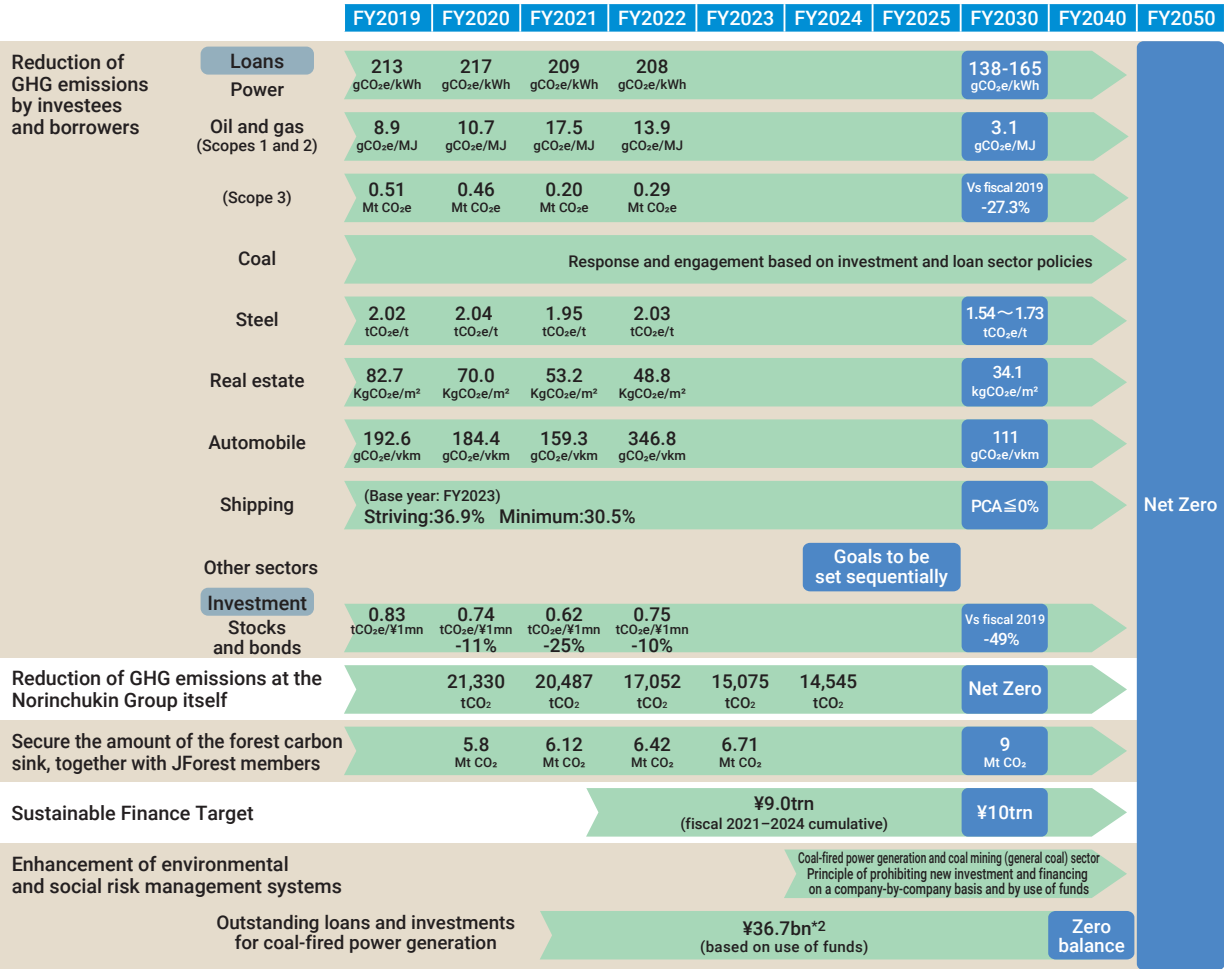 FY2019 FY2020 FY2021 FY2022 FY2023 FY2024 FY2025 FY2030 FY2040 FY2050
Reduction of
GHG emissions
by investees
and borrowers
Loans
Power
213 217 209 208 138-165
gCO₂e/kWh gCO₂e/kWh gCO₂e/kWh gCO₂e/kWh gCO₂e/kWh
Oil and gas
(Scopes 1 and 2)
8.9 10.7 17.5 13.9 3.1
gCO₂e/MJ gCO₂e/MJ gCO₂e/MJ gCO₂e/MJ gCO₂e/MJ
(Scope 3)
0.51 0.46 0.20 0.29 Vs fiscal 2019
Mt CO₂e Mt CO₂e Mt CO₂e Mt CO₂e -27.3%
Coal
Response and engagement based on investment and loan sector policies
Steel
2.02 2.04 1.95 2.03 1.54～1.73
tCO₂e/t tCO₂e/t tCO₂e/t tCO₂e/t tCO₂e/t
Real estate
82.7 70.0 53.2 48.8 34.1
KgCO₂e/m² KgCO₂e/m² KgCO₂e/m² KgCO₂e/m² kgCO₂e/m²
Automobile
192.6 184.4 159.3 346.8 111
gCO₂e/vkm gCO₂e/vkm gCO₂e/vkm gCO₂e/vkm gCO₂e/vkm
Shipping
(Base year: FY2023)
Striving:36.9% Minimum:30.5%
PCA≦0%
Net Zero
Other sectors
Goals to be
set sequentially
Investment
Stocks
and bonds
0.83 0.74 0.62 0.75 Vs fiscal 2019
tCO₂e/¥1mn tCO₂e/¥1mn tCO₂e/¥1mn tCO₂e/¥1mn -49%
-11% -25% -10%
Reduction of GHG emissions at the
Norinchukin Group itself
21,330 20,487 17,052 15,075 14,545 Net Zero
tCO₂ tCO₂ tCO₂ tCO₂ tCO₂
Secure the amount of the forest carbon
sink, together with JForest members
5.8 6.12 6.42 6.71 9
Mt CO₂ Mt CO₂ Mt CO₂ Mt CO₂ Mt CO₂
Sustainable Finance Target
¥9.0trn
(fiscal 2021–2024 cumulative)
¥10trn
Enhancement of environmental
and social risk management systems
Coal-fired power generation and coal mining (general coal) sector
Principle of prohibiting new investment and financing
on a company-by-company basis and by use of funds
Outstanding loans and investments
for coal-fired power generation
¥36.7bn*2
(based on use of funds)
Zero
balance